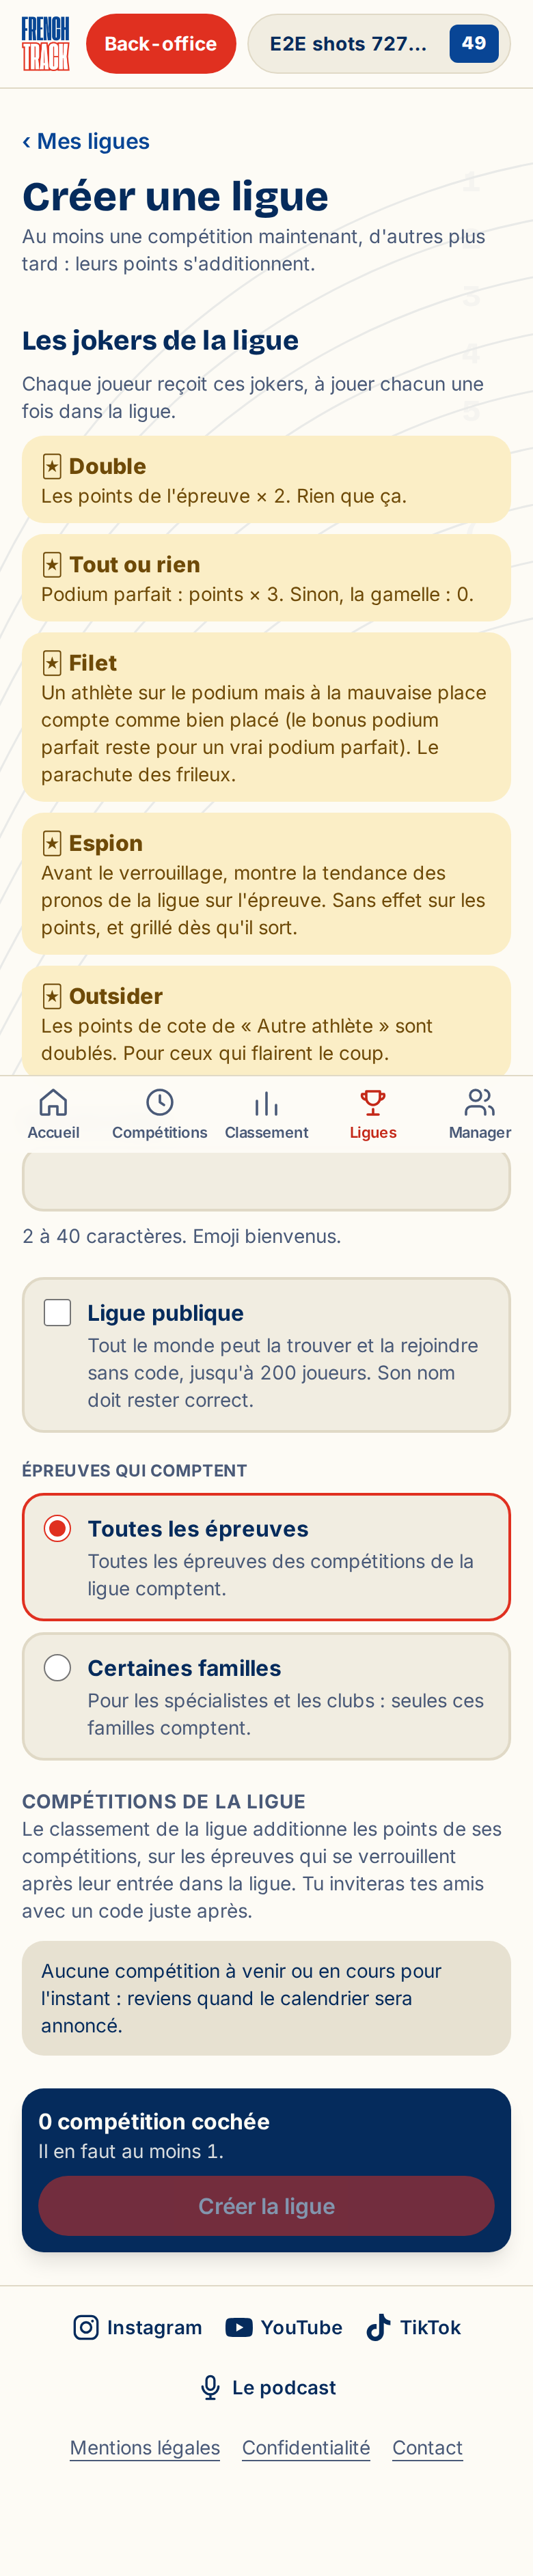 FRENCH
TRACK
Back-office
E2E shots 727...
49
‹ Mes ligues
Créer une ligue
Au moins une compétition maintenant, d'autres plus
tard : leurs points s'additionnent.
1
3
4
5
Les jokers de la ligue
Chaque joueur reçoit ces jokers, à jouer chacun une
fois dans la ligue.
Double
Les points de l'épreuve × 2. Rien que ça.
Tout ou rien
Podium parfait : points × 3. Sinon, la gamelle : 0.
Filet
Un athlète sur le podium mais à la mauvaise place
compte comme bien placé (le bonus podium
parfait reste pour un vrai podium parfait). Le
parachute des frileux.
Espion
Avant le verrouillage, montre la tendance des
pronos de la ligue sur l'épreuve. Sans effet sur les
points, et grillé dès qu'il sort.
Outsider
Les points de cote de « Autre athlète » sont
doublés. Pour ceux qui flairent le coup.
Accueil
Compétitions
Classement
Ligues
Manager
2 à 40 caractères. Emoji bienvenus.
Ligue publique
Tout le monde peut la trouver et la rejoindre
sans code, jusqu'à 200 joueurs. Son nom
doit rester correct.
ÉPREUVES QUI COMPTENT
Toutes les épreuves
Toutes les épreuves des compétitions de la
ligue comptent.
Certaines familles
Pour les spécialistes et les clubs : seules ces
familles comptent.
COMPÉTITIONS DE LA LIGUE
Le classement de la ligue additionne les points de ses
compétitions, sur les épreuves qui se verrouillent
après leur entrée dans la ligue. Tu inviteras tes amis
avec un code juste après.
Aucune compétition à venir ou en cours pour
l'instant : reviens quand le calendrier sera
annoncé.
0 compétition cochée
Il en faut au moins 1.
Créer la ligue
Instagram
YouTube
TikTok
Le podcast
Mentions légales
Confidentialité
Contact